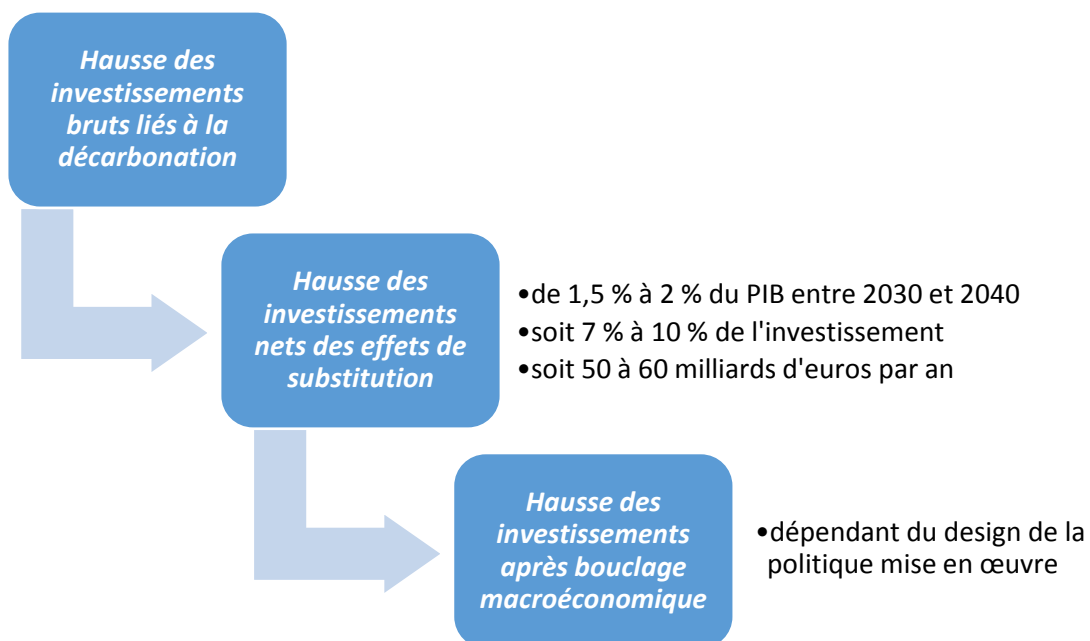 Hausse des
investissements
bruts liés à la
décarbonation
Hausse des
investissements
nets des effets de
substitution
•de 1,5 % à 2 % du PIB entre 2030 et 2040
•soit 7 % à 10 % de l'investissement
•soit 50 à 60 milliards d'euros par an
Hausse des
investissements
après bouclage
macroéconomique
•dépendant du design de la
politique mise en œuvre